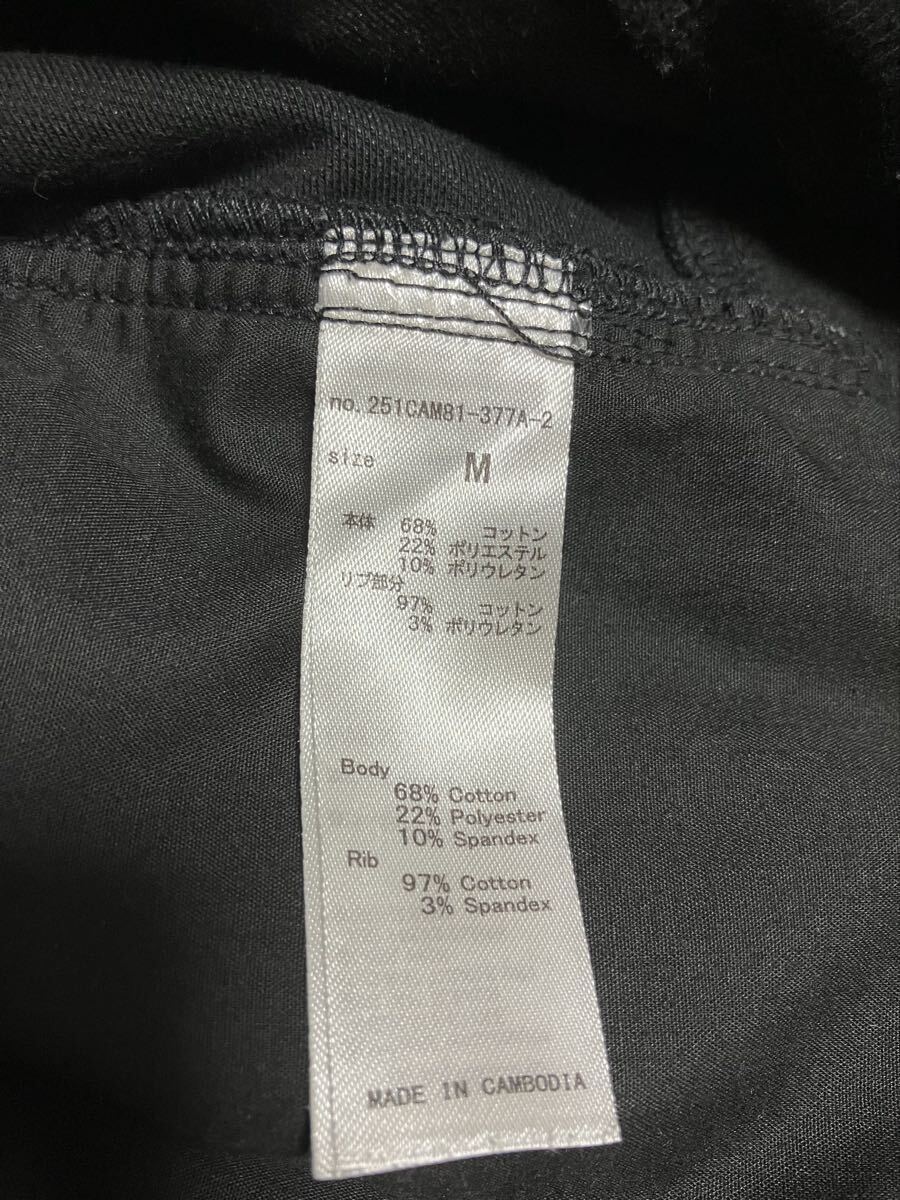 no.251CAM81-377A-2
size M
本体 68% コットン
22% ポリエステル
10% ポリウレタン
リブ部分
97% コットン
3% ポリウレタン
Body
68% Cotton
22% Polyester
10% Spandex
Rib
97% Cotton
3% Spandex
MADE IN CAMBODIA